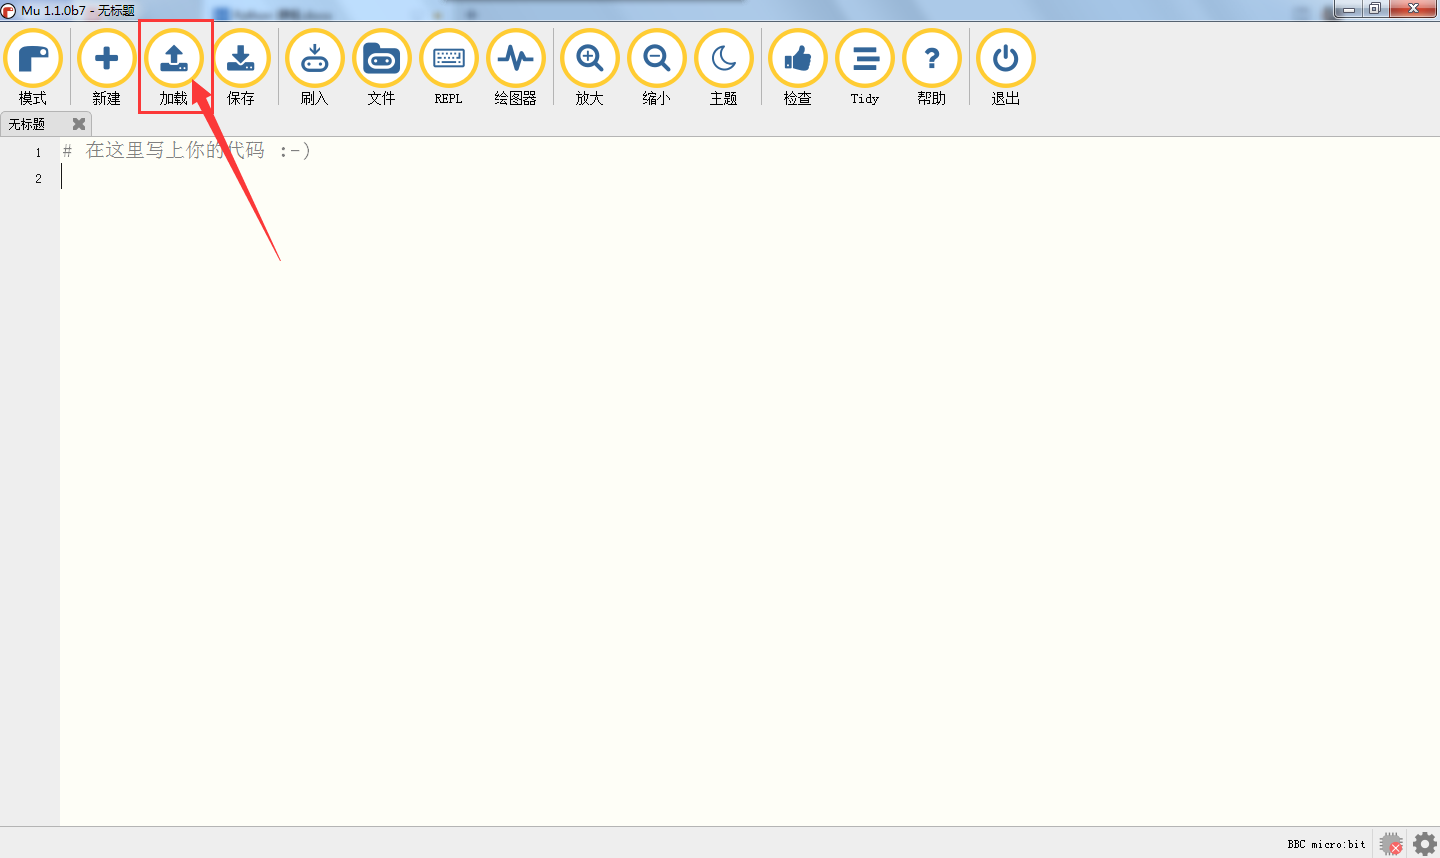 Mu 1.1.0b7 - 无标题
模式 新建 加载 保存 刷入 文件 REPL 绘图器 放大 缩小 主题 检查 Tidy 帮助 退出
无标题
1 # 在这里写上你的代码 :-)
2
BBC micro:bit